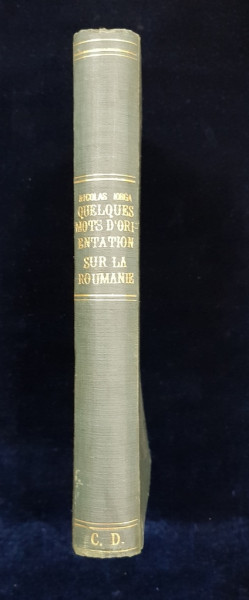 NICOLAS IORGA
QUELQUES
MOTS D'ORI-
ENTATION
SUR LA
ROUMANIE
C. D.